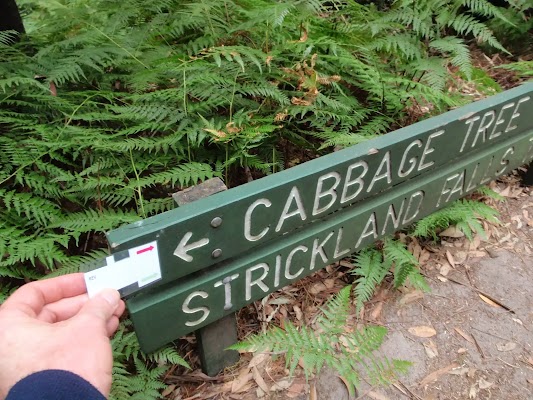 ← CABBAGE TREE
STRICKLAND FALLS